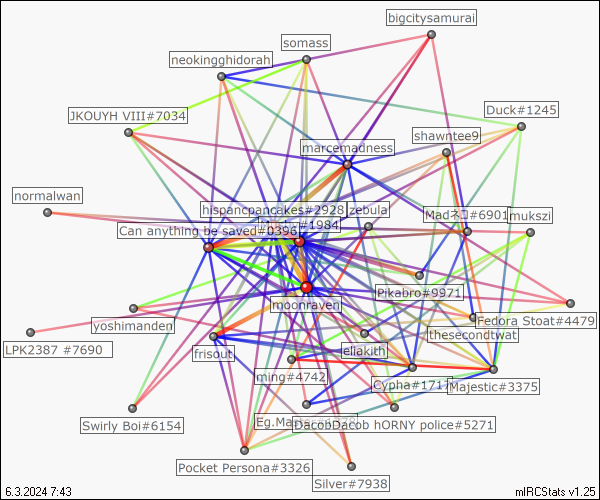 bigcitysamurai
somass
neokingghidorah
Duck#1245
JKOUYH VIII#7034
shawntee9
marcemadness
normalwan
hispancpancakes#2928
zebula
Madネコ#6901
mukszi
#1984
Can anything be saved#0396
Pikabro#9971
moonraven
Fedora Stoat#4479
yoshimanden
thesecondtwat
LPK2387 #7690
frisout
eliakith
ming#4742
Cypha#1717
Majestic#3375
Swirly Boi#6154
DacobDacob hORNY police#5271
Pocket Persona#3326
Silver#7938
6.3.2024 7:43
mIRCStats v1.25